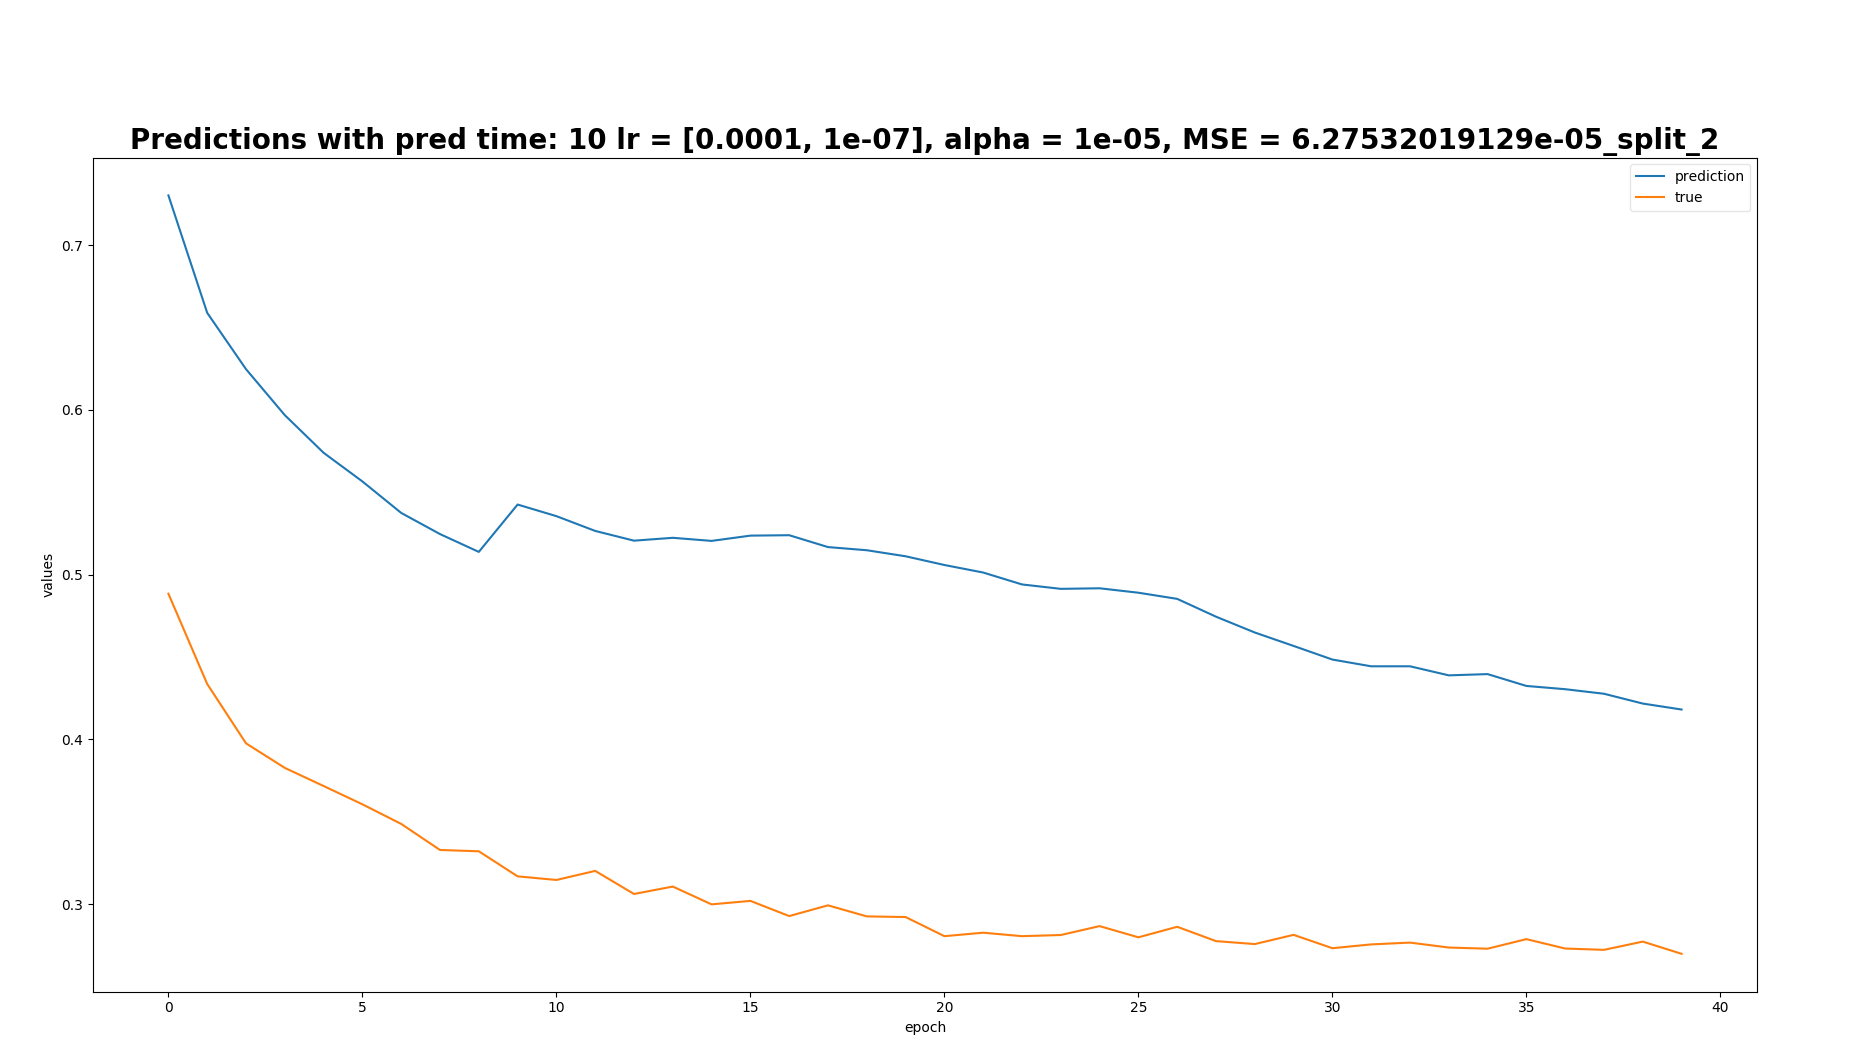 Predictions with pred time: 10 lr = [0.0001, 1e-07], alpha = 1e-05, MSE = 6.27532019129e-05_split_2
prediction
true
0.7
0.6
0.5
0.4
0.3
values
0 5 10 15 20 25 30 35 40
epoch